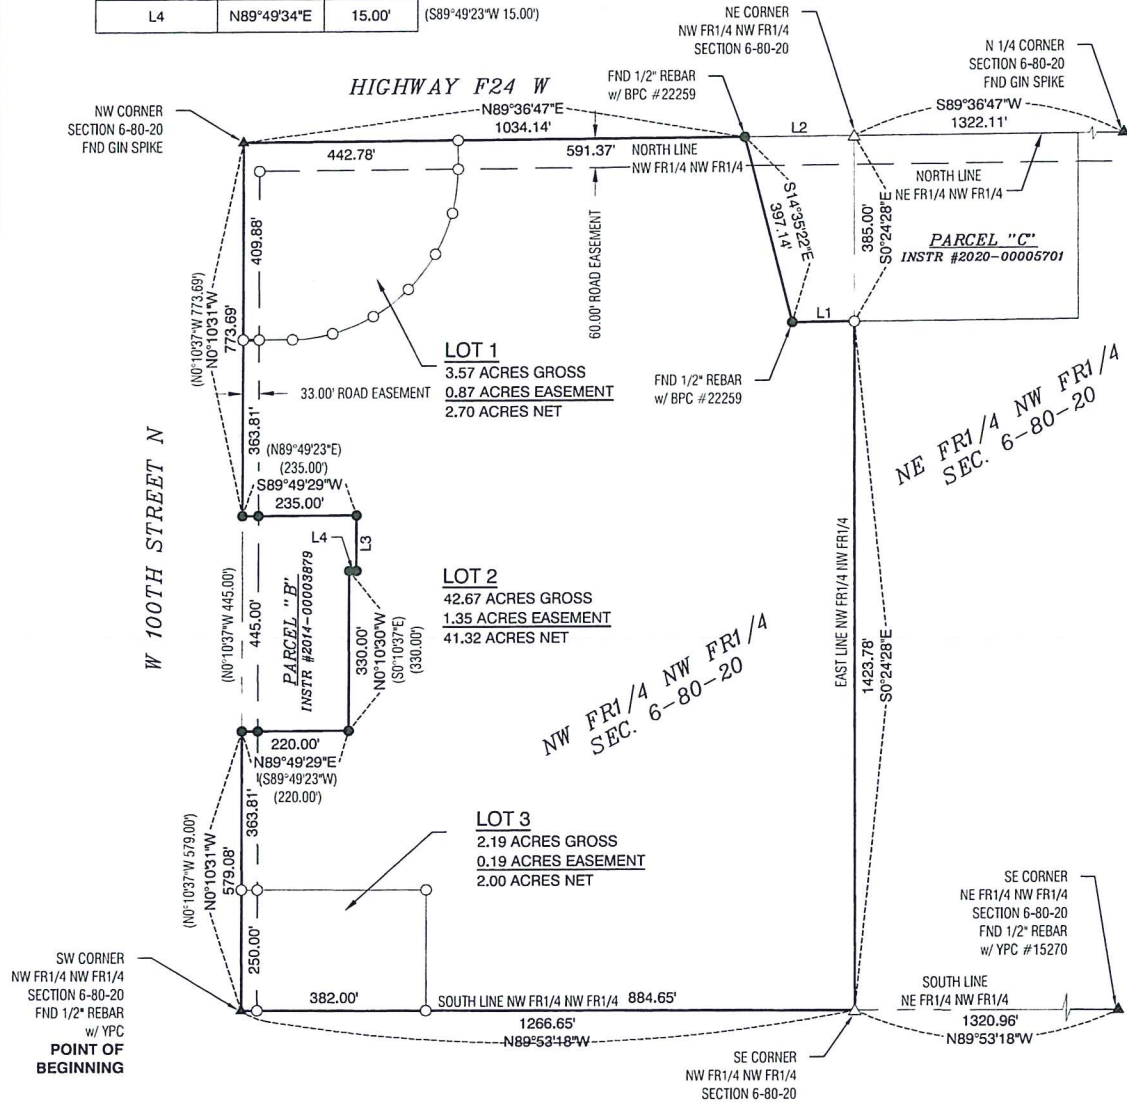 L4 N89°49'34"E 15.00' (S89°49'23"W 15.00')
NE CORNER
NW FR1/4 NW FR1/4
SECTION 6-80-20
N 1/4 CORNER
SECTION 6-80-20
FND GIN SPIKE
HIGHWAY F24 W
FND 1/2" REBAR
w/ BPC #22259
NW CORNER
SECTION 6-80-20
FND GIN SPIKE
N89°36'47"E
1034.14'
S89°36'47"W
1322.11'
L2
442.78'
591.37'
NORTH LINE
NW FR1/4 NW FR1/4
NORTH LINE
NE FR1/4 NW FR1/4
S14°35'22"E
397.14'
385.00'
S0°24'28"E
PARCEL "C"
INSTR #2020-00005701
409.88'
(N0°10'37"W 773.69')
N0°10'31"W
773.69'
60.00' ROAD EASEMENT
L1
LOT 1
3.57 ACRES GROSS
0.87 ACRES EASEMENT
2.70 ACRES NET
33.00' ROAD EASEMENT
FND 1/2" REBAR
w/ BPC #22259
363.81'
NE FR1/4 NW FR1/4
SEC. 6-80-20
W 100TH STREET N
(N89°49'23"E)
(235.00')
S89°49'29"W
235.00'
L4
L3
(N0°10'37"W 445.00')
445.00'
PARCEL "B"
INSTR #2014-00003879
330.00'
N0°10'30"W
(S0°10'37"E)
(330.00')
LOT 2
42.67 ACRES GROSS
1.35 ACRES EASEMENT
41.32 ACRES NET
EAST LINE NW FR1/4 NW FR1/4
1423.78'
S0°24'28"E
NW FR1/4 NW FR1/4
SEC. 6-80-20
220.00'
N89°49'29"E
(S89°49'23"W)
(220.00')
363.81'
(N0°10'37"W 579.00')
N0°10'31"W
579.08'
LOT 3
2.19 ACRES GROSS
0.19 ACRES EASEMENT
2.00 ACRES NET
250.00'
SE CORNER
NE FR1/4 NW FR1/4
SECTION 6-80-20
FND 1/2" REBAR
w/ YPC #15270
SW CORNER
NW FR1/4 NW FR1/4
SECTION 6-80-20
FND 1/2" REBAR
w/ YPC
POINT OF
BEGINNING
382.00'
SOUTH LINE NW FR1/4 NW FR1/4 884.65'
1266.65'
N89°53'18"W
SOUTH LINE
NE FR1/4 NW FR1/4
1320.96'
N89°53'18"W
SE CORNER
NW FR1/4 NW FR1/4
SECTION 6-80-20